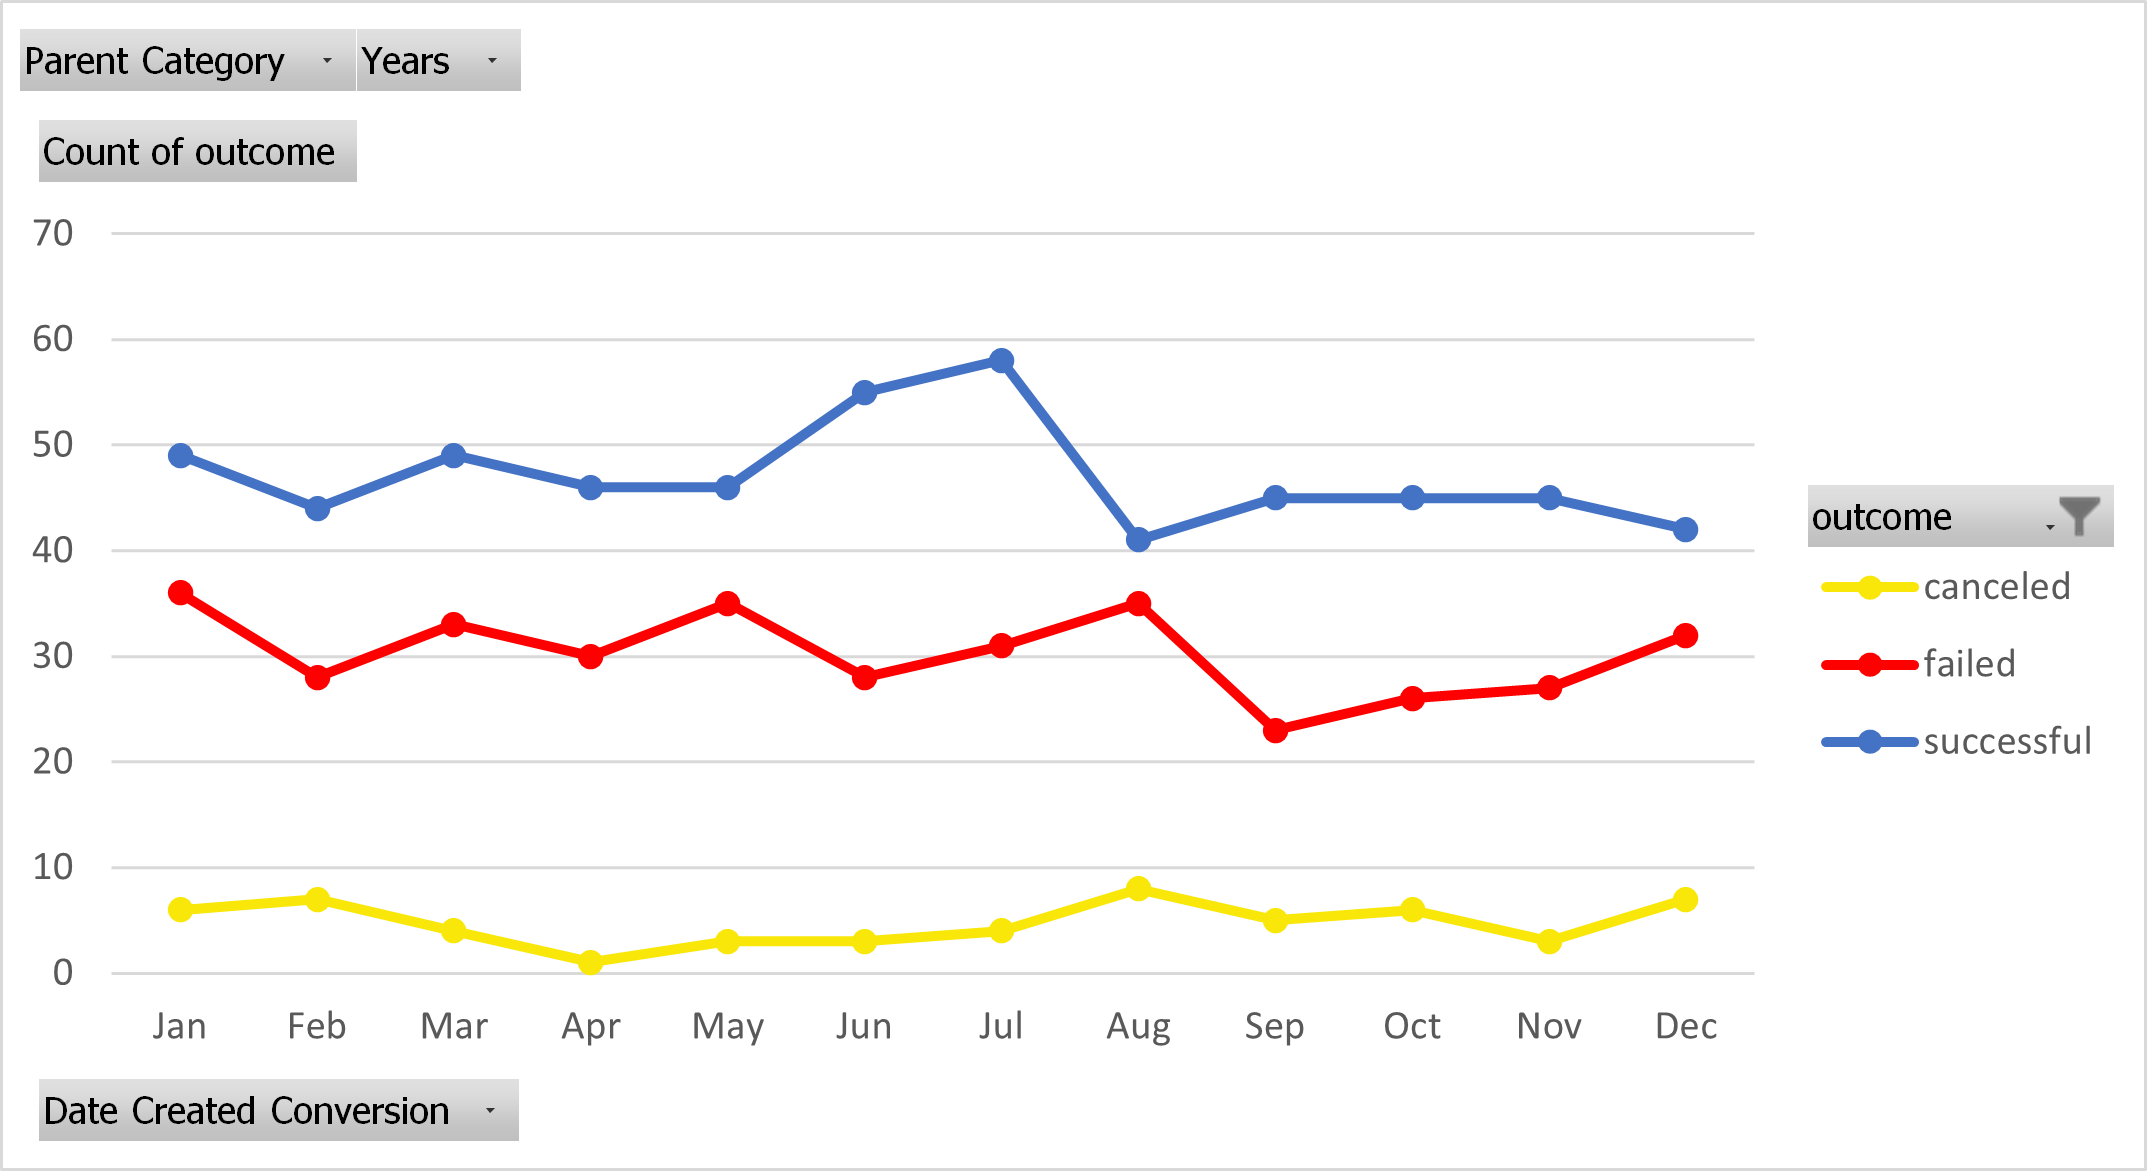 Parent Category Years
Count of outcome
70
60
50
40
30
20
10
0
Jan Feb Mar Apr May Jun Jul Aug Sep Oct Nov Dec
Date Created Conversion
outcome
canceled
failed
successful